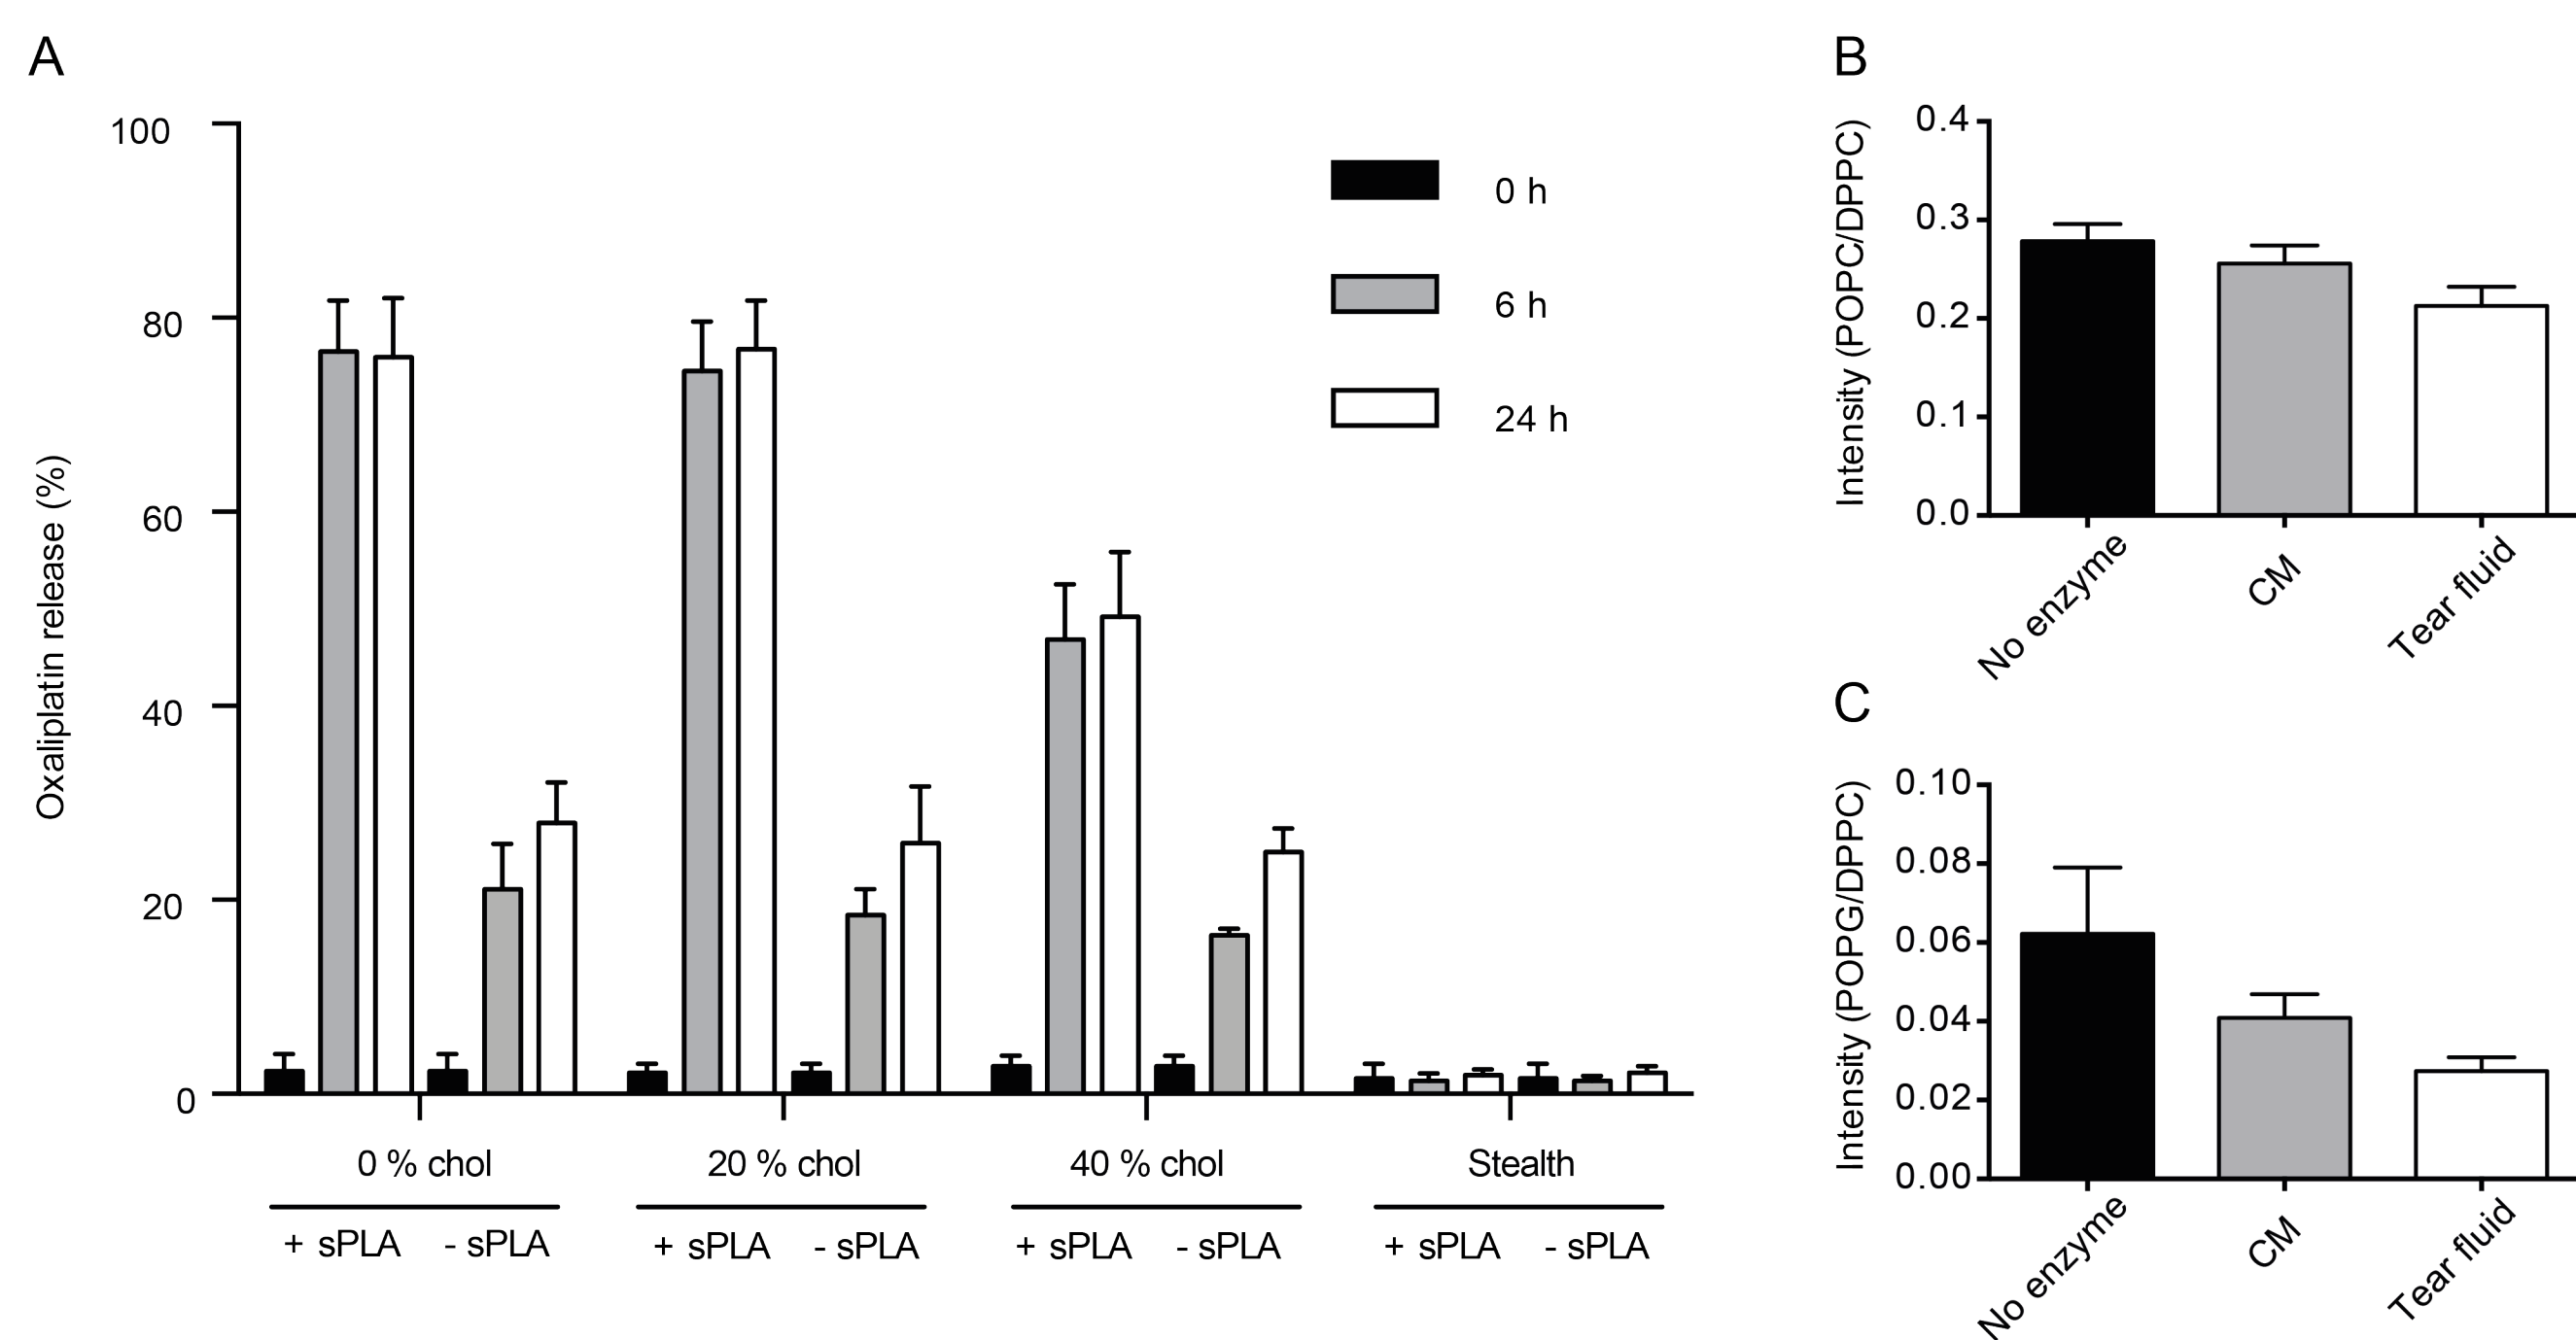 A
Oxaliplatin release (%)
100
80
60
40
20
0
0 h
6 h
24 h
0 % chol
20 % chol
40 % chol
Stealth
+ sPLA
- sPLA
+ sPLA
- sPLA
+ sPLA
- sPLA
+ sPLA
- sPLA
B
Intensity (POPC/DPPC)
0.4
0.3
0.2
0.1
0.0
No enzyme
CM
Tear fluid
C
Intensity (POPG/DPPC)
0.10
0.08
0.06
0.04
0.02
0.00
No enzyme
CM
Tear fluid